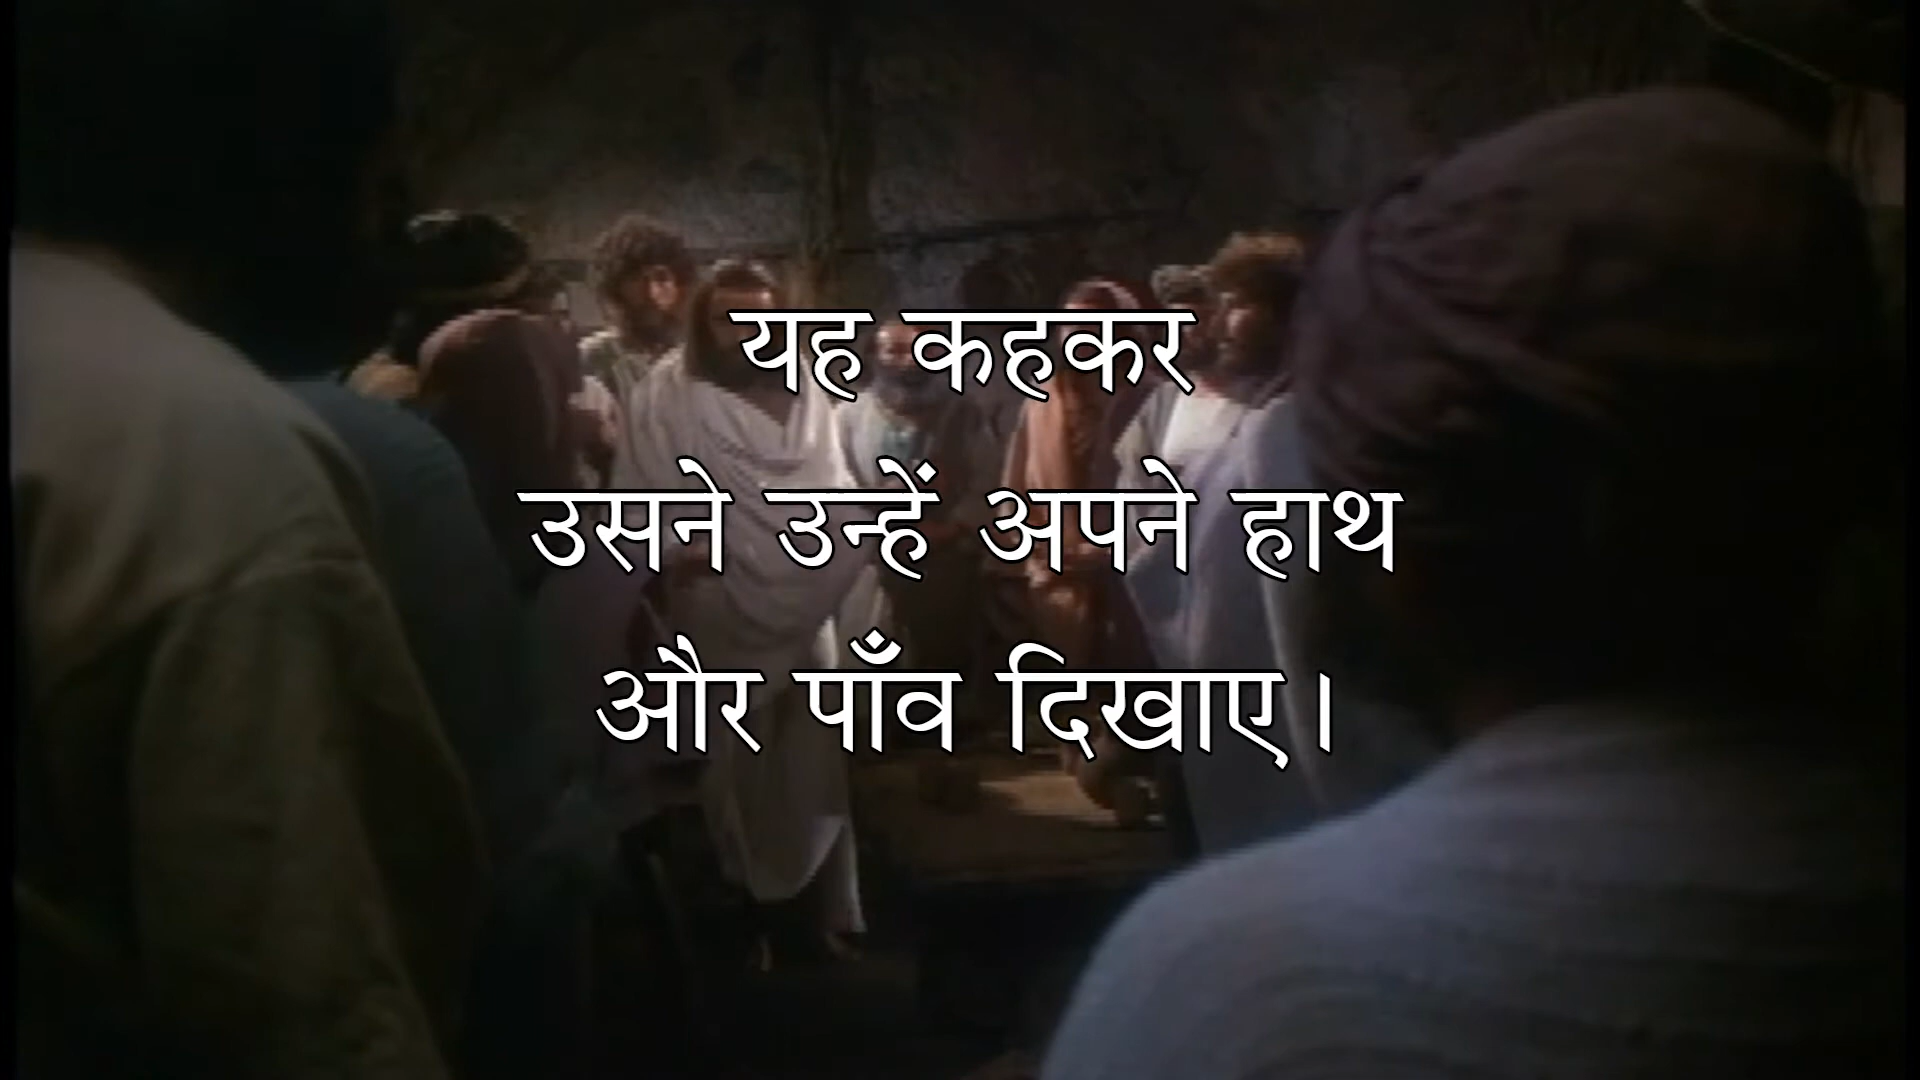 यह कहकर
उसने उन्हें अपने हाथ
और पाँव दिखाए।